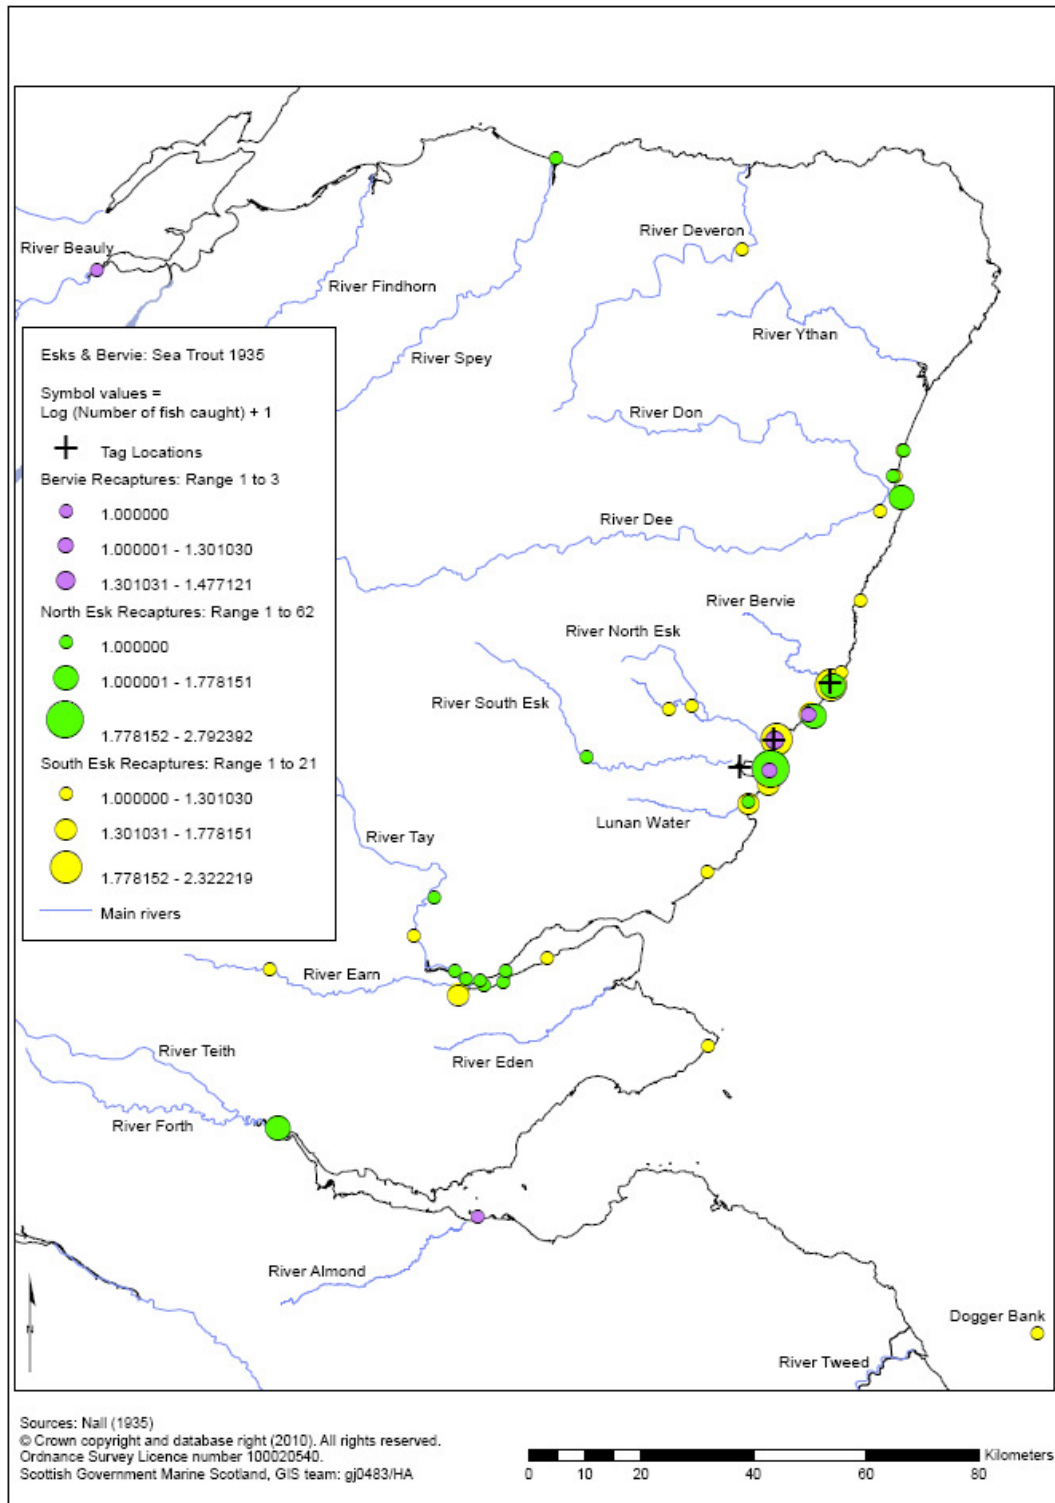 River Deveron
River Beauly
River Findhorn
River Ythan
Esks & Bervie: Sea Trout 1935
River Spey
Symbol values =
Log (Number of fish caught) + 1
River Don
Tag Locations
Bervie Recaptures: Range 1 to 3
1.000000
River Dee
1.000001 - 1.301030
1.301031 - 1.477121
River Bervie
North Esk Recaptures: Range 1 to 62
River North Esk
1.000000
1.000001 - 1.778151
River South Esk
1.778152 - 2.792392
South Esk Recaptures: Range 1 to 21
1.000000 - 1.301030
Lunan Water
1.301031 - 1.778151
River Tay
1.778152 - 2.322219
Main rivers
River Earn
River Teith
River Eden
River Forth
River Almond
Dogger Bank
N
River Tweed
Sources: Nall (1935)
© Crown copyright and database right (2010). All rights reserved.
Ordnance Survey Licence number 100020540.
Scottish Government Marine Scotland, GIS team: gj0483/HA
Kilometers
0 10 20 40 60 80